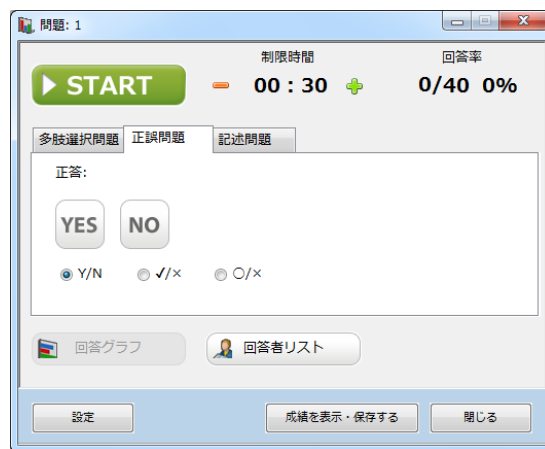 問題: 1
制限時間
回答率
START
00 : 30
0/40 0%
多肢選択問題
正誤問題
記述問題
正答:
YES
NO
Y/N
✓/×
○/×
回答グラフ
回答者リスト
設定
成績を表示・保存する
閉じる